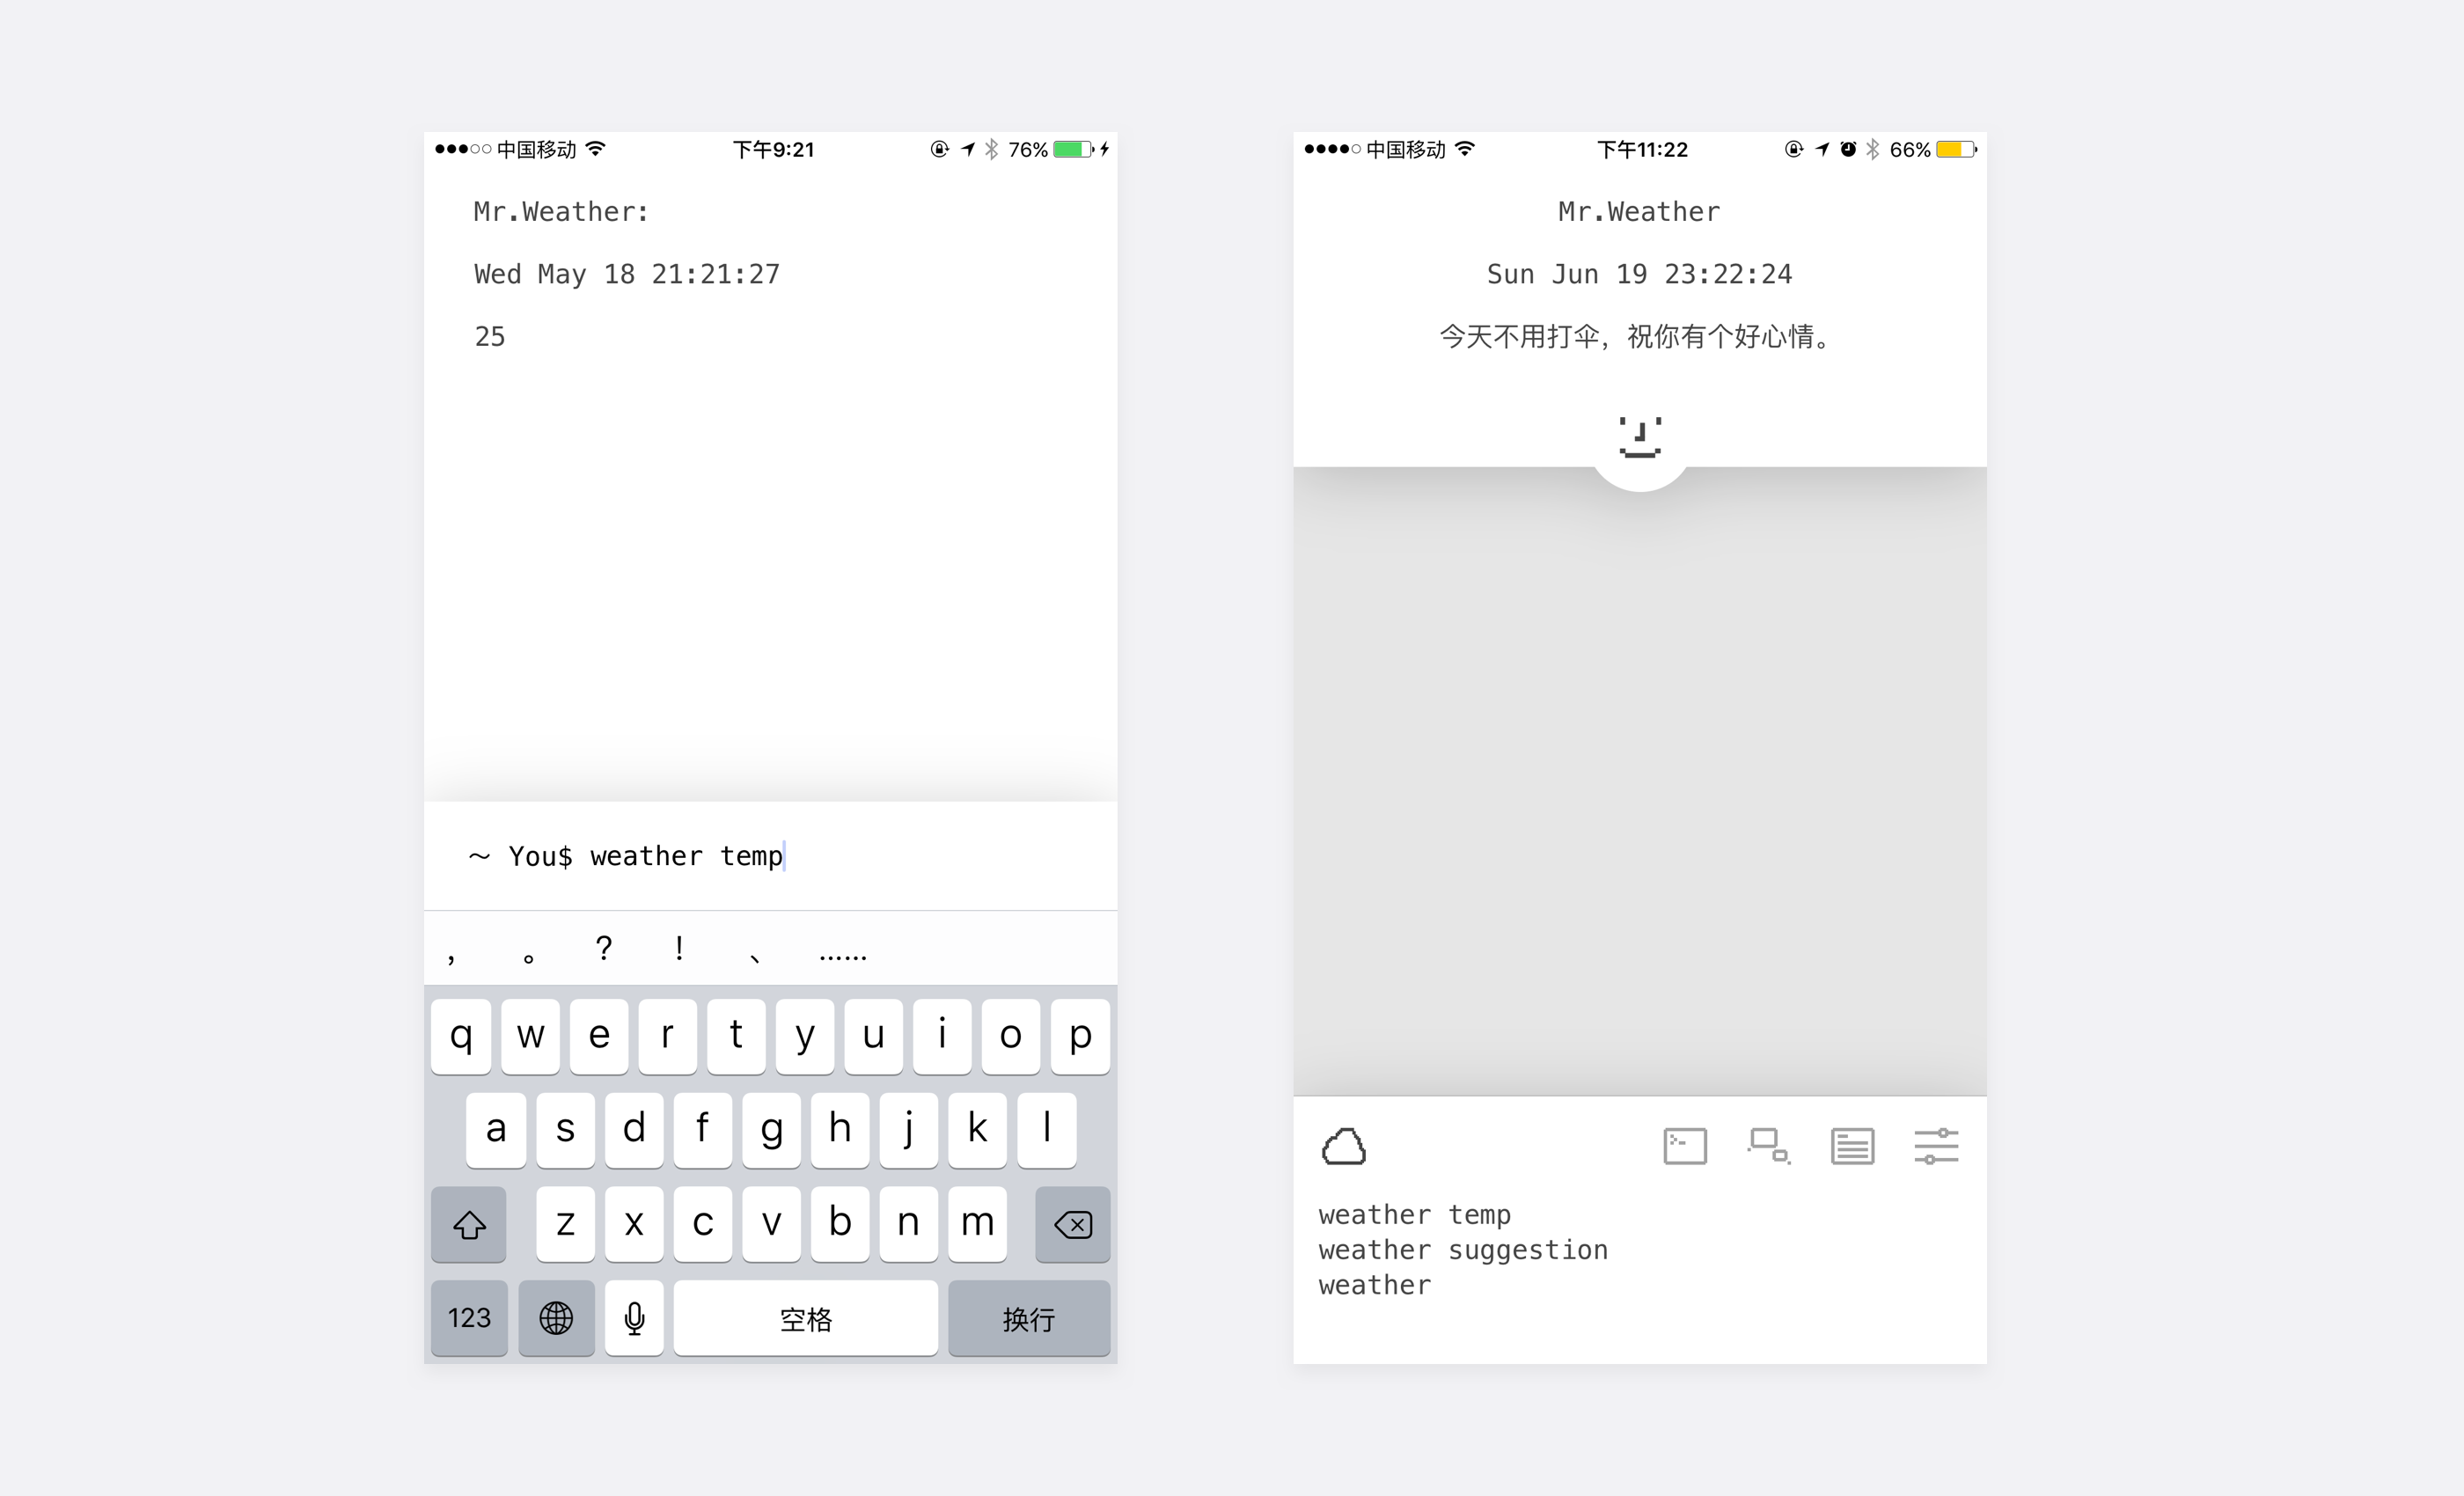 中国移动 下午9:21 76%
Mr.Weather:
Wed May 18 21:21:27
25
~ You$ weather temp
， 。 ? ! 、 ……
q w e r t y u i o p
a s d f g h j k l
z x c v b n m
123 空格 换行
中国移动 下午11:22 66%
Mr.Weather
Sun Jun 19 23:22:24
今天不用打伞，祝你有个好心情。
weather temp
weather suggestion
weather